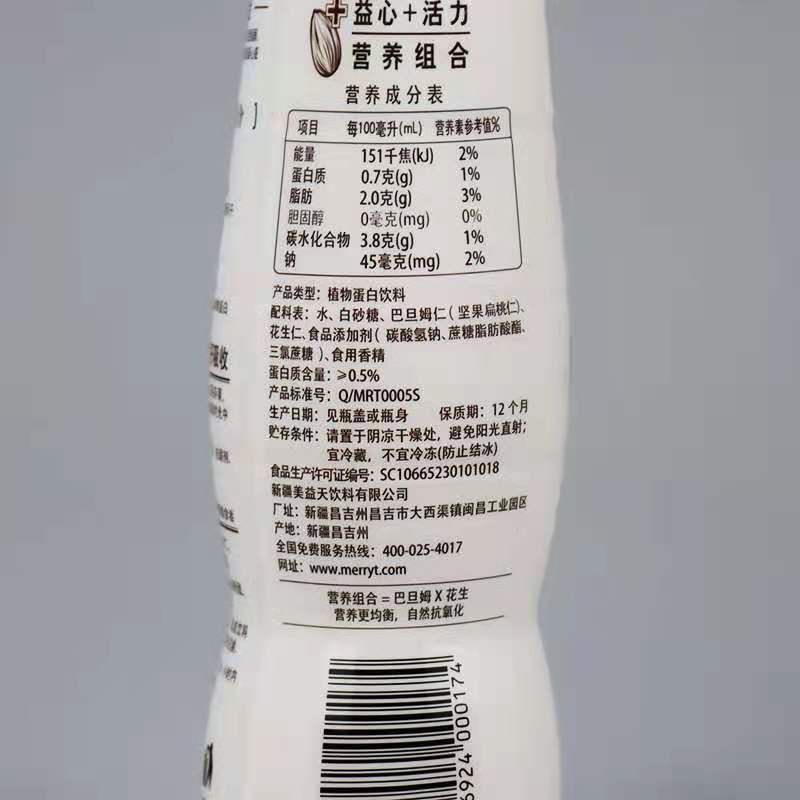 益心+活力
营养组合
营养成分表
项目 每100毫升(mL) 营养素参考值%
能量 151千焦(kJ) 2%
蛋白质 0.7克(g) 1%
脂肪 2.0克(g) 3%
胆固醇 0毫克(mg) 0%
碳水化合物 3.8克(g) 1%
钠 45毫克(mg) 2%
产品类型：植物蛋白饮料
配料表：水、白砂糖、巴旦姆仁（坚果扁桃仁）、
花生仁、食品添加剂（碳酸氢钠、蔗糖脂肪酸酯、
三氯蔗糖）、食用香精
蛋白质含量：≥0.5%
产品标准号：Q/MRT0005S
生产日期：见瓶盖或瓶身 保质期：12个月
贮存条件：请置于阴凉干燥处，避免阳光直射；
宜冷藏，不宜冷冻(防止结冰)
食品生产许可证编号：SC10665230101018
新疆美益天饮料有限公司
厂址：新疆昌吉州昌吉市大西渠镇闽昌工业园区
产地：新疆昌吉州
全国免费服务热线：400-025-4017
网址：www.merryt.com
营养组合=巴旦姆X花生
营养更均衡，自然抗氧化
6924 000174
吸收